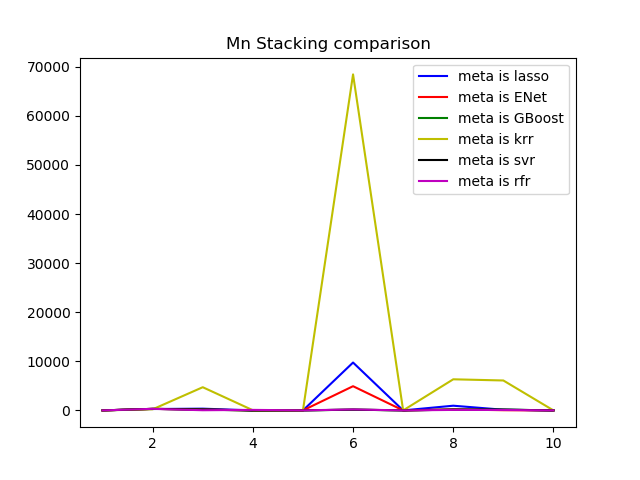 Mn Stacking comparison
70000
60000
50000
40000
30000
20000
10000
0
2
4
6
8
10
meta is lasso
meta is ENet
meta is GBoost
meta is krr
meta is svr
meta is rfr